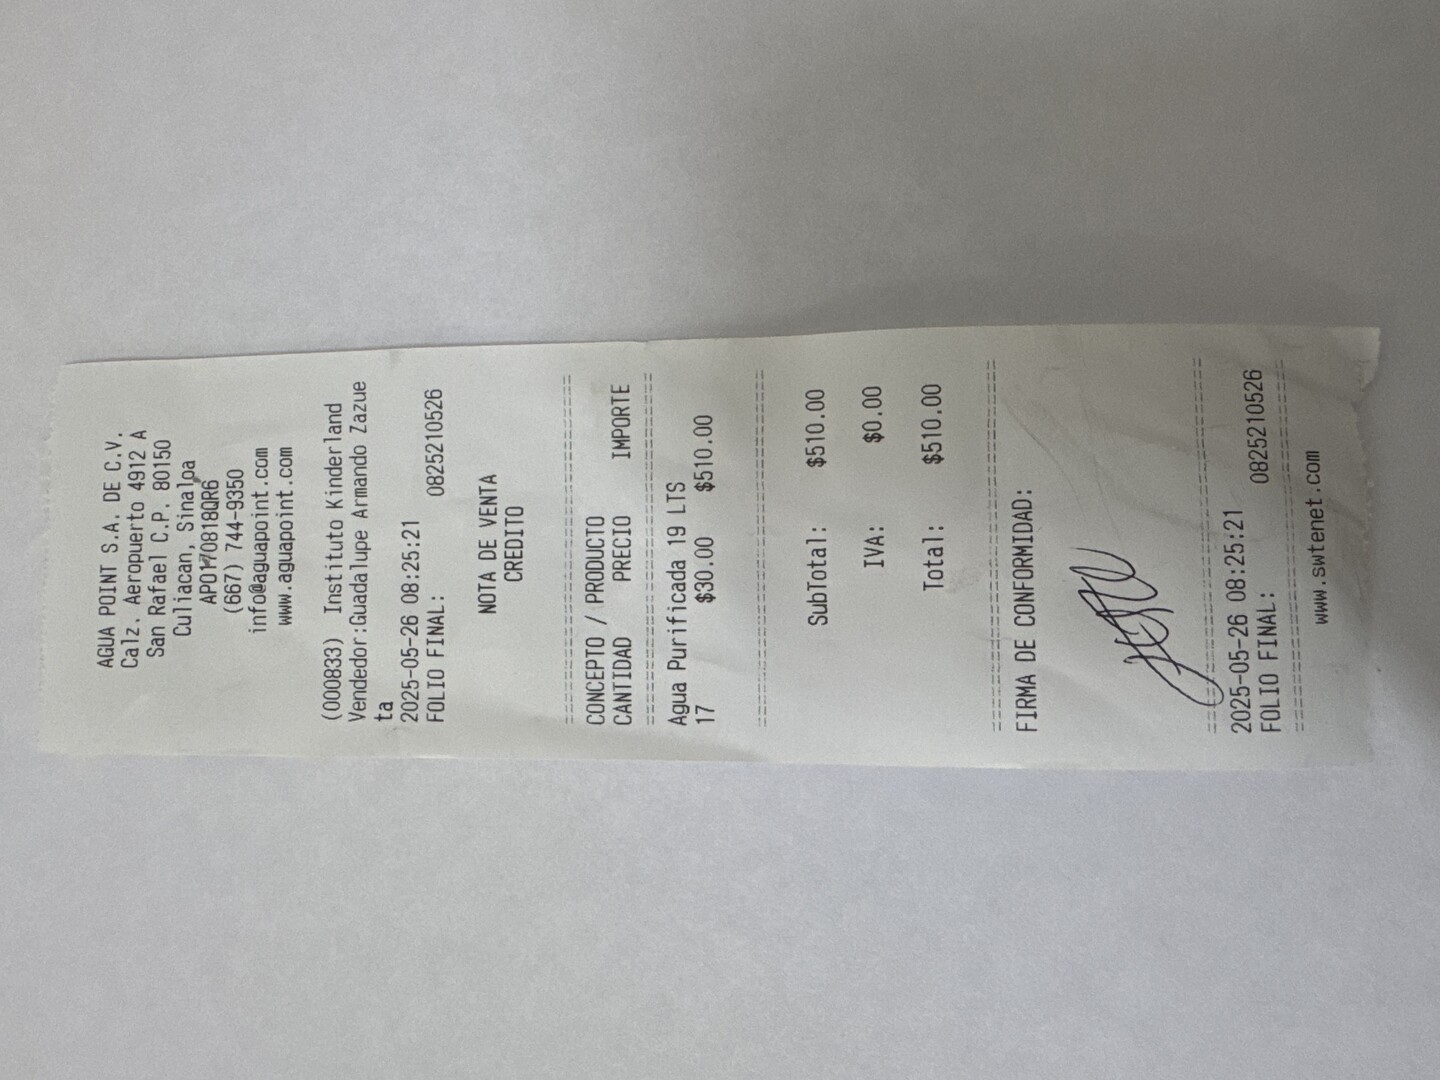 AGUA POINT S.A. DE C.V.
Calz. Aeropuerto 4912 A
San Rafael C.P. 80150
Culiacan, Sinaloa
APO170818QR6
(667) 744-9350
info@aguapoint.com
www.aguapoint.com
(000833) Instituto Kinderland
Vendedor:Guadalupe Armando Zazue
ta
2025-05-26 08:25:21
FOLIO FINAL: 0825210526
NOTA DE VENTA
CREDITO
CONCEPTO / PRODUCTO
CANTIDAD PRECIO IMPORTE
Agua Purificada 19 LTS
17 $30.00 $510.00
SubTotal: $510.00
IVA: $0.00
Total: $510.00
FIRMA DE CONFORMIDAD:
2025-05-26 08:25:21
FOLIO FINAL: 0825210526
www.swtenet.com